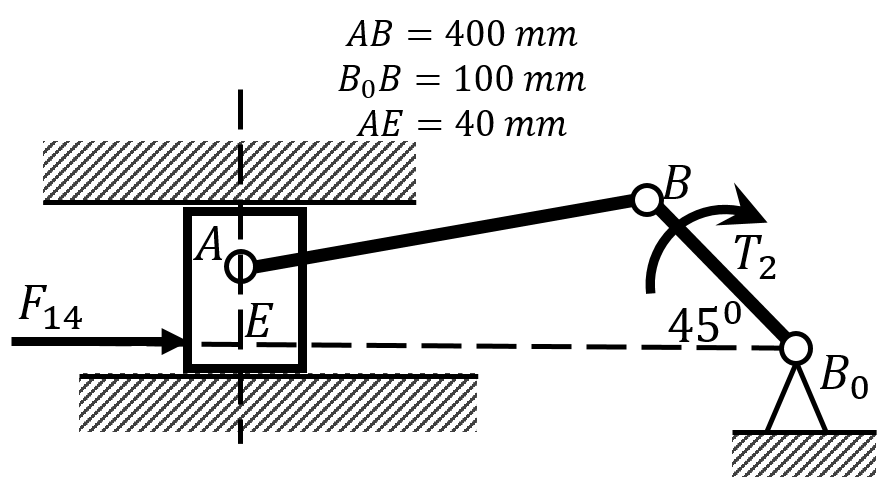 AB = 400 mm
B₀B = 100 mm
AE = 40 mm
B
A
T₂
F₁₄
E
45⁰
B₀